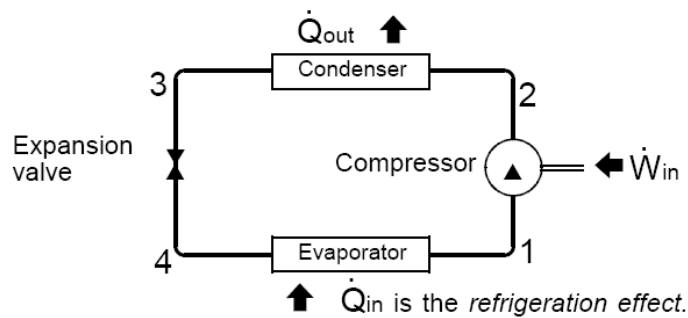 Q̇out
Condenser
3
2
Expansion
valve
Compressor
Ẇin
4
Evaporator
1
Q̇in is the refrigeration effect.